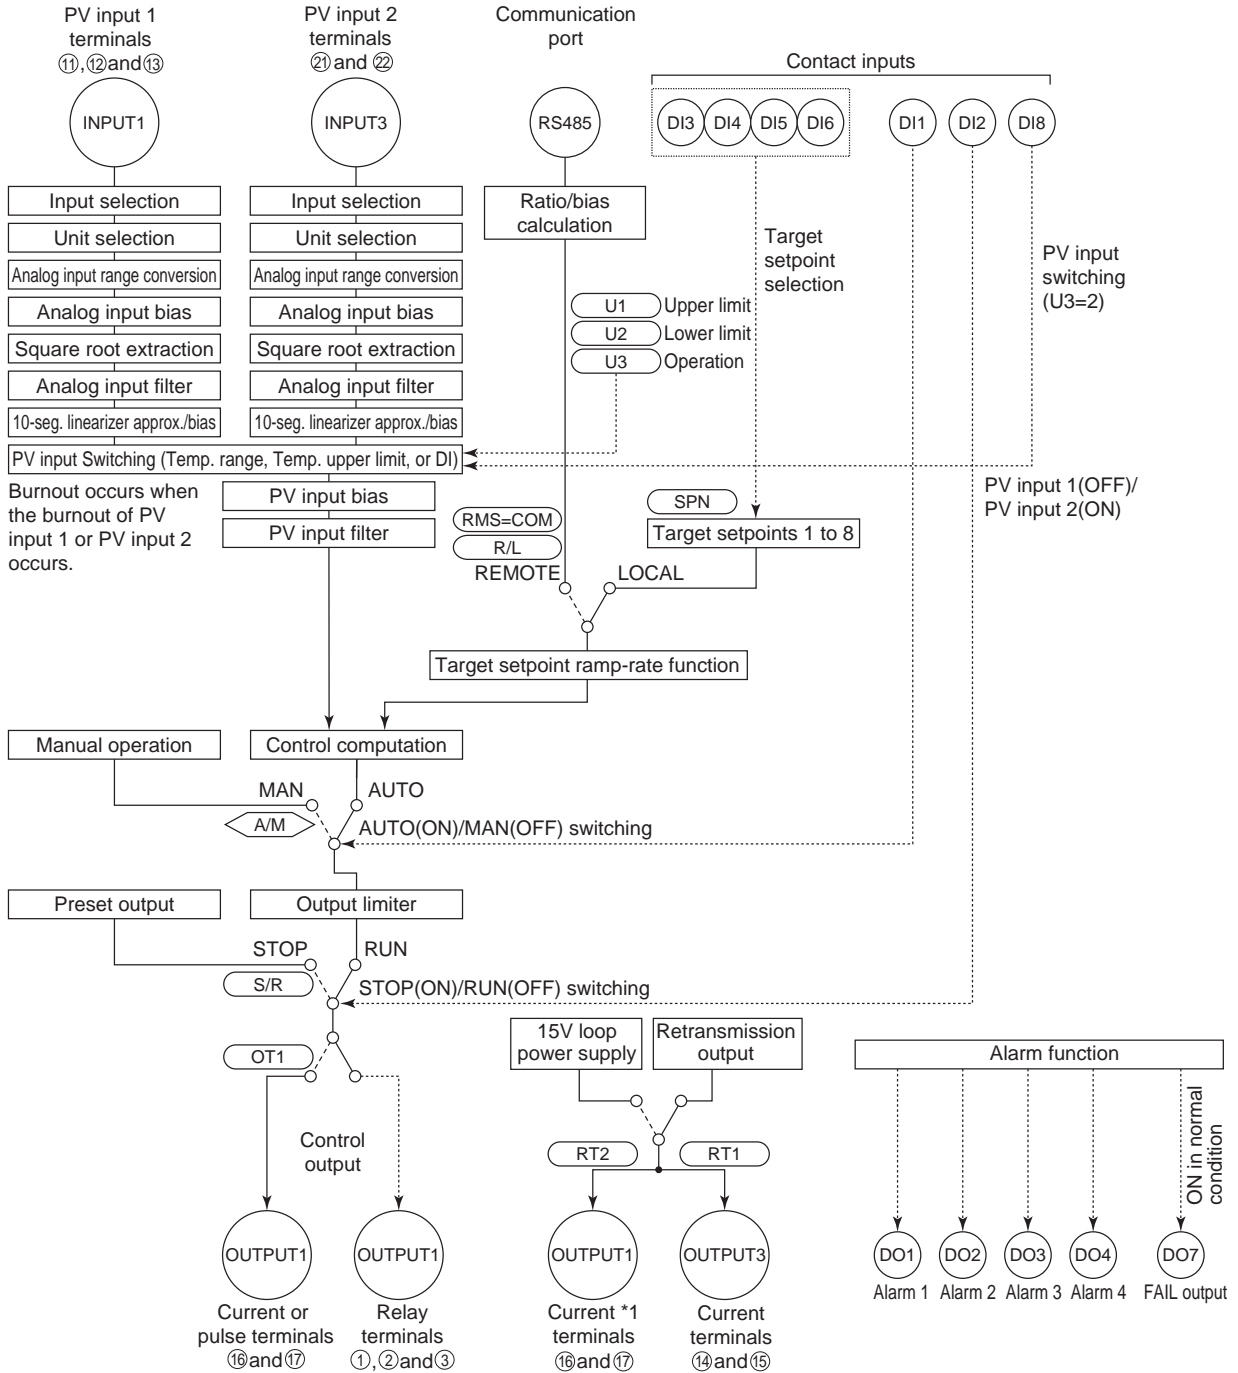 PV input 1
terminals
⑪,⑫and⑬
PV input 2
terminals
㉑and ㉒
Communication
port
Contact inputs
INPUT1
INPUT3
RS485
DI3
DI4
DI5
DI6
DI1
DI2
DI8
Input selection
Unit selection
Analog input range conversion
Analog input bias
Square root extraction
Analog input filter
10-seg. linearizer approx./bias
Input selection
Unit selection
Analog input range conversion
Analog input bias
Square root extraction
Analog input filter
10-seg. linearizer approx./bias
Ratio/bias
calculation
Target
setpoint
selection
PV input
switching
(U3=2)
U1 Upper limit
U2 Lower limit
U3 Operation
PV input Switching (Temp. range, Temp. upper limit, or DI)
Burnout occurs when
the burnout of PV
input 1 or PV input 2
occurs.
PV input bias
PV input filter
PV input 1(OFF)/
PV input 2(ON)
SPN
RMS=COM
R/L
Target setpoints 1 to 8
REMOTE
LOCAL
Target setpoint ramp-rate function
Manual operation
Control computation
MAN
AUTO
A/M
AUTO(ON)/MAN(OFF) switching
Preset output
Output limiter
STOP
RUN
S/R
STOP(ON)/RUN(OFF) switching
OT1
15V loop
power supply
Retransmission
output
Alarm function
Control
output
RT2
RT1
ON in normal
condition
OUTPUT1
OUTPUT1
OUTPUT1
OUTPUT3
DO1
DO2
DO3
DO4
DO7
Alarm 1
Alarm 2
Alarm 3
Alarm 4
FAIL output
Current or
pulse terminals
⑯and⑰
Relay
terminals
①,②and③
Current *1
terminals
⑯and⑰
Current
terminals
⑭and⑮